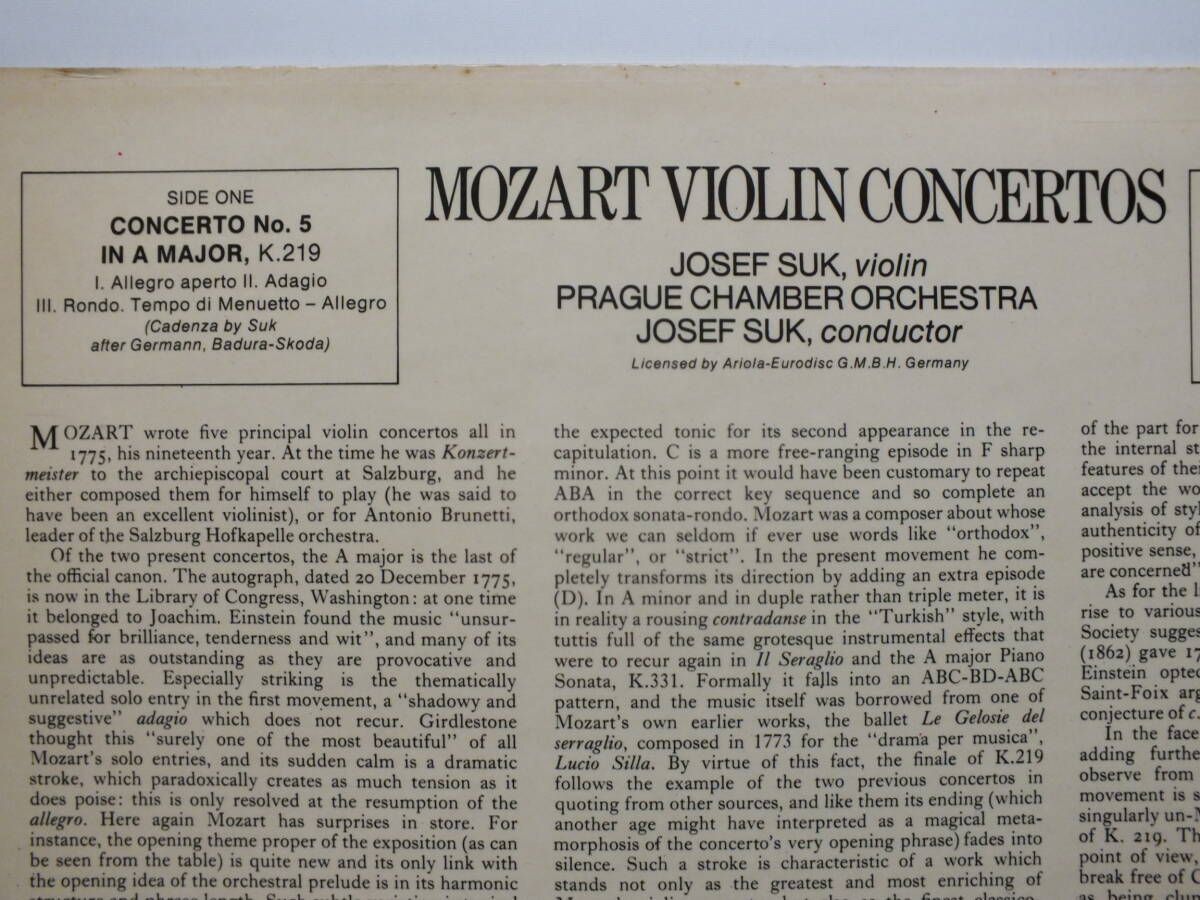 SIDE ONE
CONCERTO No. 5
IN A MAJOR, K.219
I. Allegro aperto II. Adagio
III. Rondo. Tempo di Menuetto – Allegro
(Cadenza by Suk
after Germann, Badura-Skoda)
MOZART VIOLIN CONCERTOS
JOSEF SUK, violin
PRAGUE CHAMBER ORCHESTRA
JOSEF SUK, conductor
Licensed by Ariola-Eurodisc G.M.B.H. Germany
MOZART wrote five principal violin concertos all in
1775, his nineteenth year. At the time he was Konzert-
meister to the archiepiscopal court at Salzburg, and he
either composed them for himself to play (he was said to
have been an excellent violinist), or for Antonio Brunetti,
leader of the Salzburg Hofkapelle orchestra.
Of the two present concertos, the A major is the last of
the official canon. The autograph, dated 20 December 1775,
is now in the Library of Congress, Washington: at one time
it belonged to Joachim. Einstein found the music "unsur-
passed for brilliance, tenderness and wit", and many of its
ideas are as outstanding as they are provocative and
unpredictable. Especially striking is the thematically
unrelated solo entry in the first movement, a "shadowy and
suggestive" adagio which does not recur. Girdlestone
thought this "surely one of the most beautiful" of all
Mozart's solo entries, and its sudden calm is a dramatic
stroke, which paradoxically creates as much tension as it
does poise: this is only resolved at the resumption of the
allegro. Here again Mozart has surprises in store. For
instance, the opening theme proper of the exposition (as can
be seen from the table) is quite new and its only link with
the opening idea of the orchestral prelude is in its harmonic
structure and phrase length. Such subtle
the expected tonic for its second appearance in the re-
capitulation. C is a more free-ranging episode in F sharp
minor. At this point it would have been customary to repeat
ABA in the correct key sequence and so complete an
orthodox sonata-rondo. Mozart was a composer about whose
work we can seldom if ever use words like "orthodox",
"regular", or "strict". In the present movement he com-
pletely transforms its direction by adding an extra episode
(D). In A minor and in duple rather than triple meter, it is
in reality a rousing contradanse in the "Turkish" style, with
tuttis full of the same grotesque instrumental effects that
were to recur again in Il Seraglio and the A major Piano
Sonata, K.331. Formally it falls into an ABC-BD-ABC
pattern, and the music itself was borrowed from one of
Mozart's own earlier works, the ballet Le Gelosie del
serraglio, composed in 1773 for the "drama per musica",
Lucio Silla. By virtue of this fact, the finale of K.219
follows the example of the two previous concertos in
quoting from other sources, and like them its ending (which
another age might have interpreted as a magical meta-
morphosis of the concerto's very opening phrase) fades into
silence. Such a stroke is characteristic of a work which
stands not only as the greatest and most enriching of
of the part for
the internal st
features of thei
accept the wo
analysis of styl
authenticity of
positive sense,
are concerned"
As for the li
rise to various
Society sugges
(1862) gave 17
Einstein opted
Saint-Foix arg
conjecture of c.
In the face
adding furthe
observe from
movement is s
singularly un-M
of K. 219. Th
point of view,
break free of C
as being clum